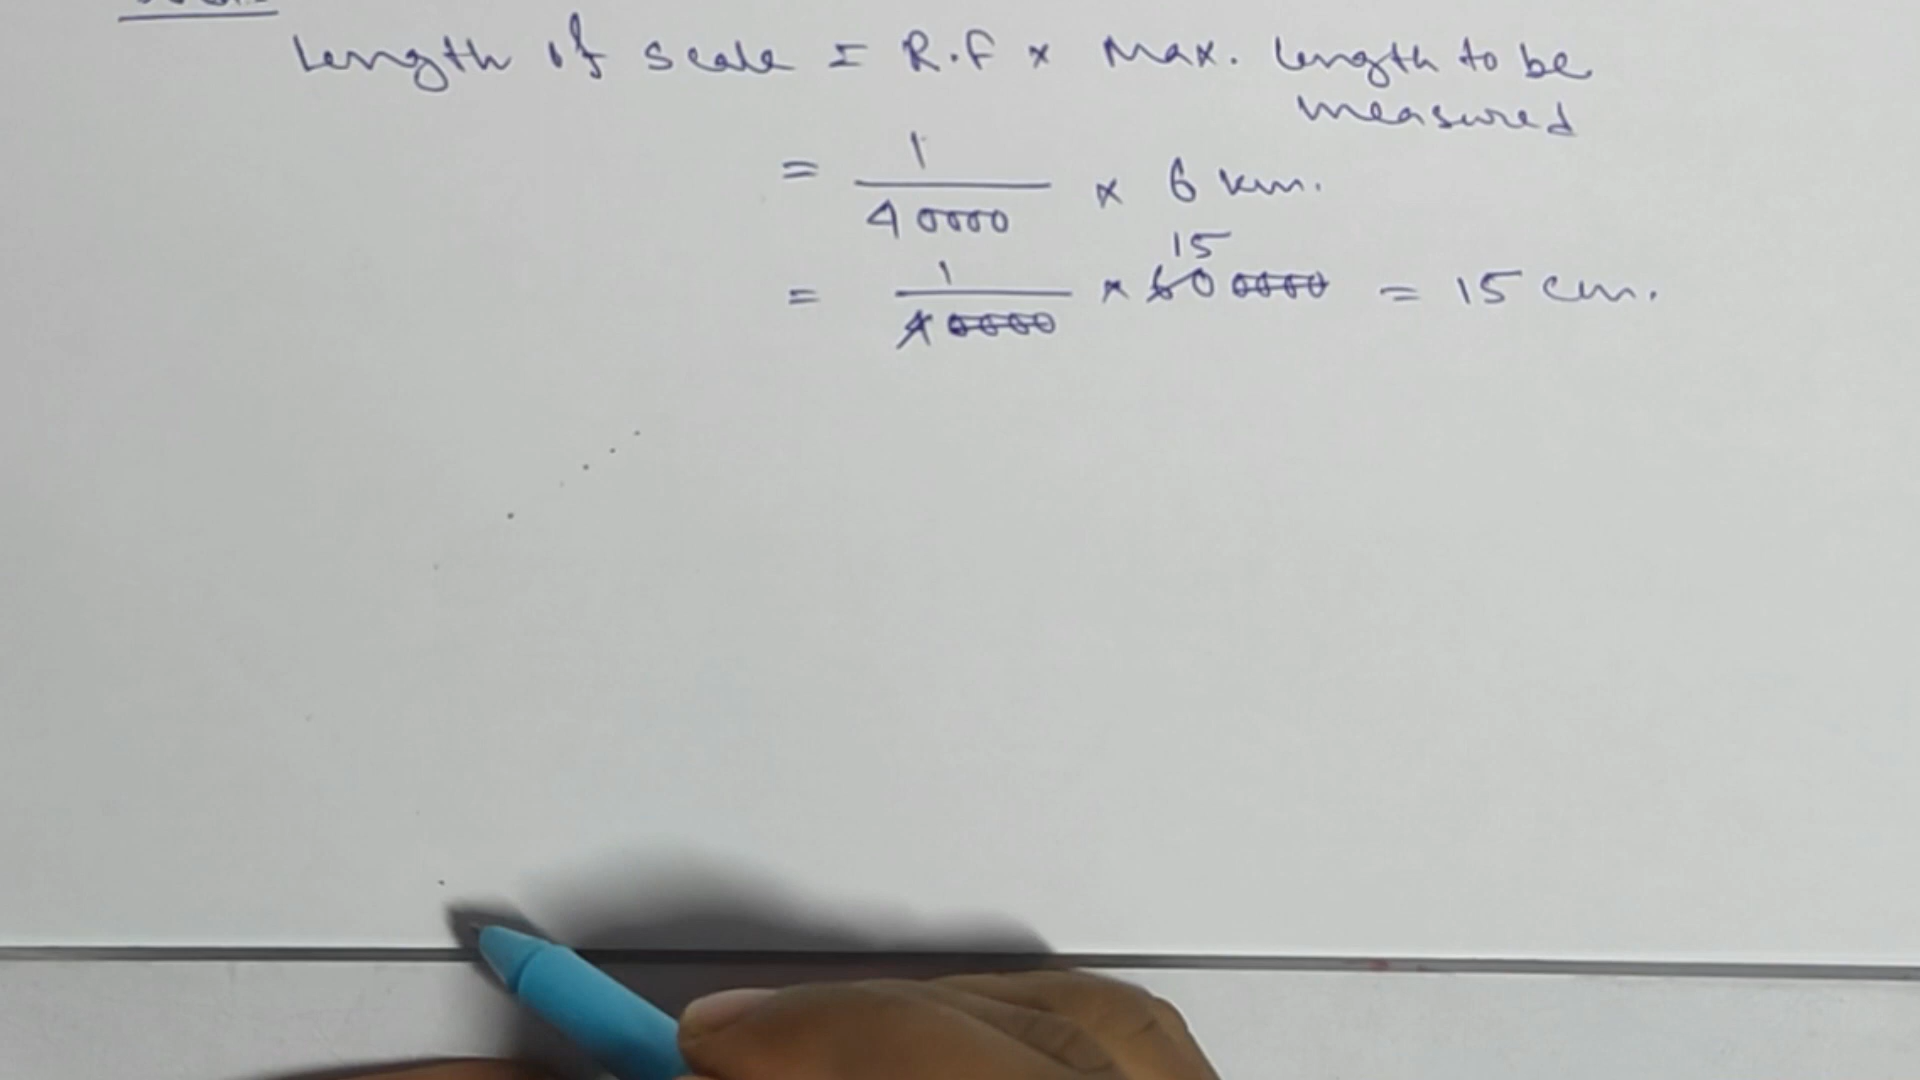 Length of scale = R.F × Max. length to be
measured
= 1/40000 × 6 km.
15
= 1/40000 × 600000 = 15 cm.